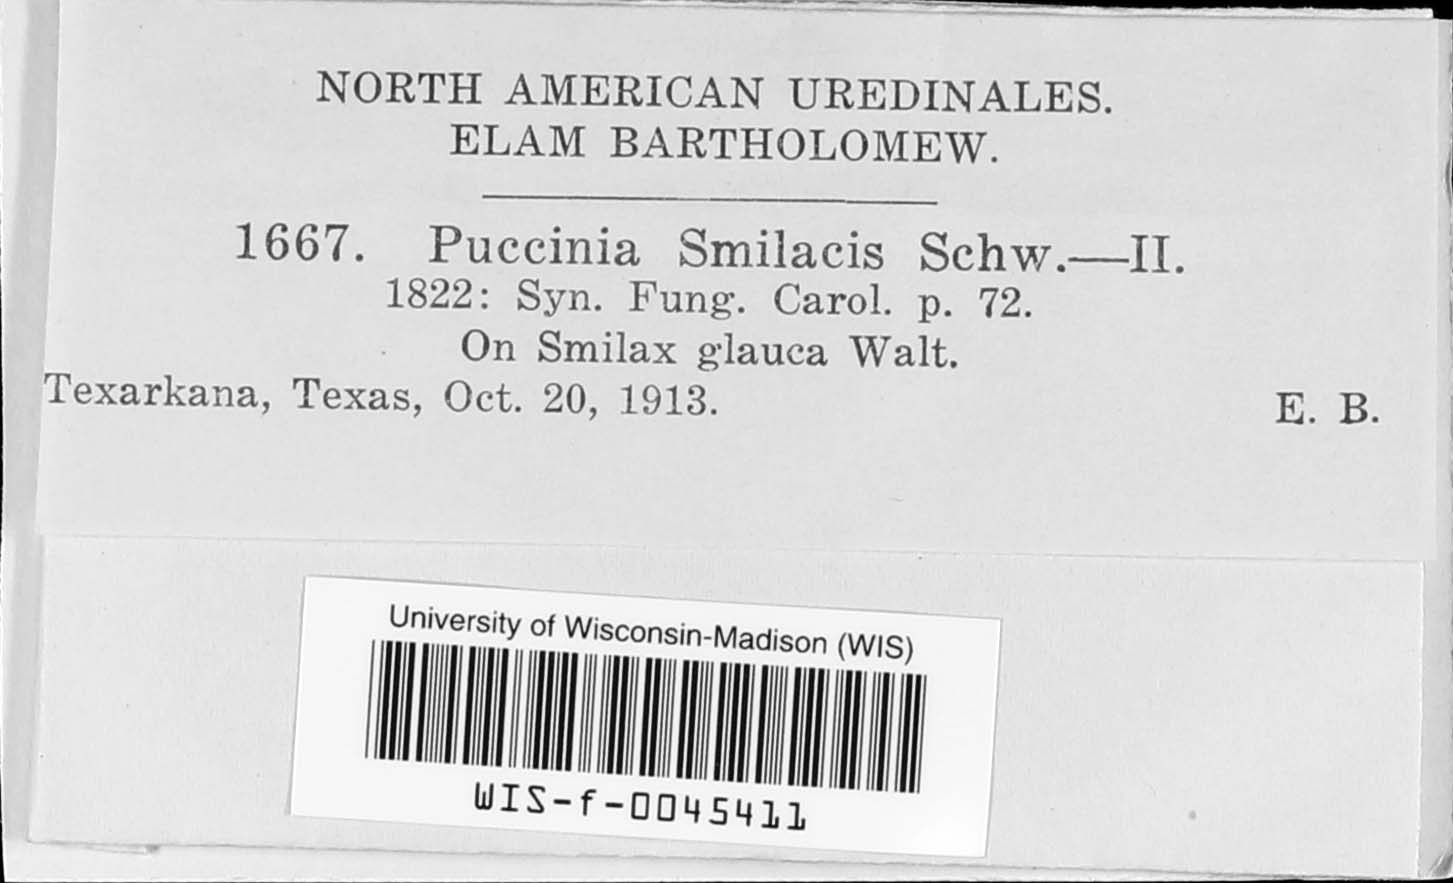 NORTH AMERICAN UREDINALES.
ELAM BARTHOLOMEW.
1667. Puccinia Smilacis Schw.—II.
1822: Syn. Fung. Carol. p. 72.
On Smilax glauca Walt.
Texarkana, Texas, Oct. 20, 1913. E. B.
University of Wisconsin-Madison (WIS)
WIS-f-0045411